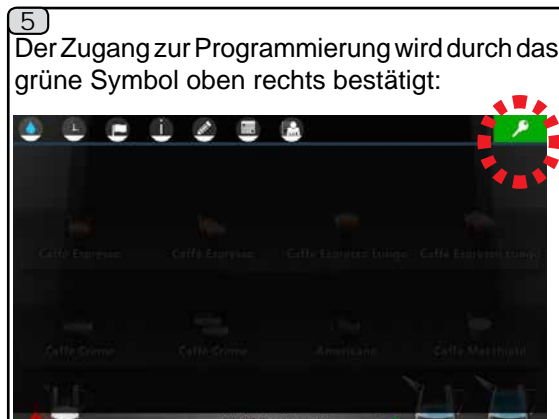 5
Der Zugang zur Programmierung wird durch das
grüne Symbol oben rechts bestätigt:
Caffè Espresso Caffè Espresso Caffè Espresso Lungo Caffè Espresso Lungo
Caffè Crème Caffè Crème Americano Caffè Macchiato